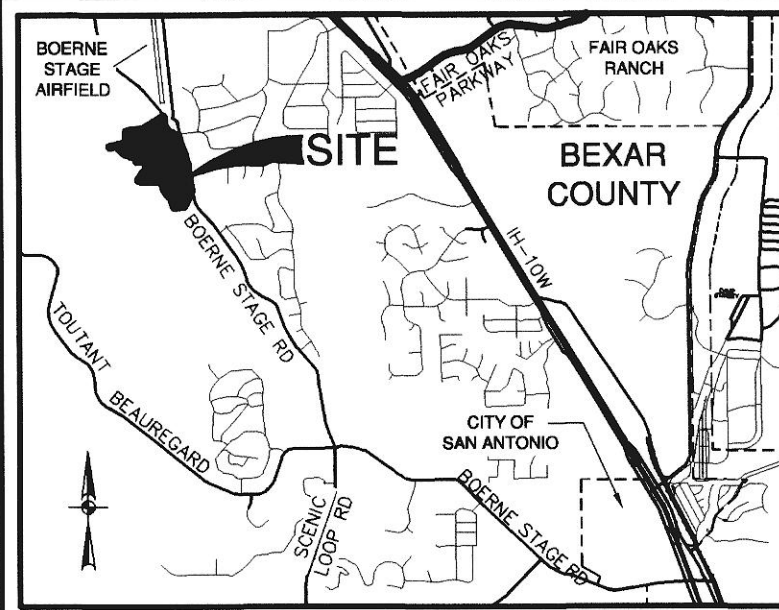 BOERNE
STAGE
AIRFIELD
FAIR OAKS
PARKWAY
FAIR OAKS
RANCH
SITE
BEXAR
COUNTY
BOERNE STAGE RD
IH-10W
TOUTANT
BEAUREGARD
CITY OF
SAN ANTONIO
SCENIC
LOOP RD
BOERNE STAGE RD